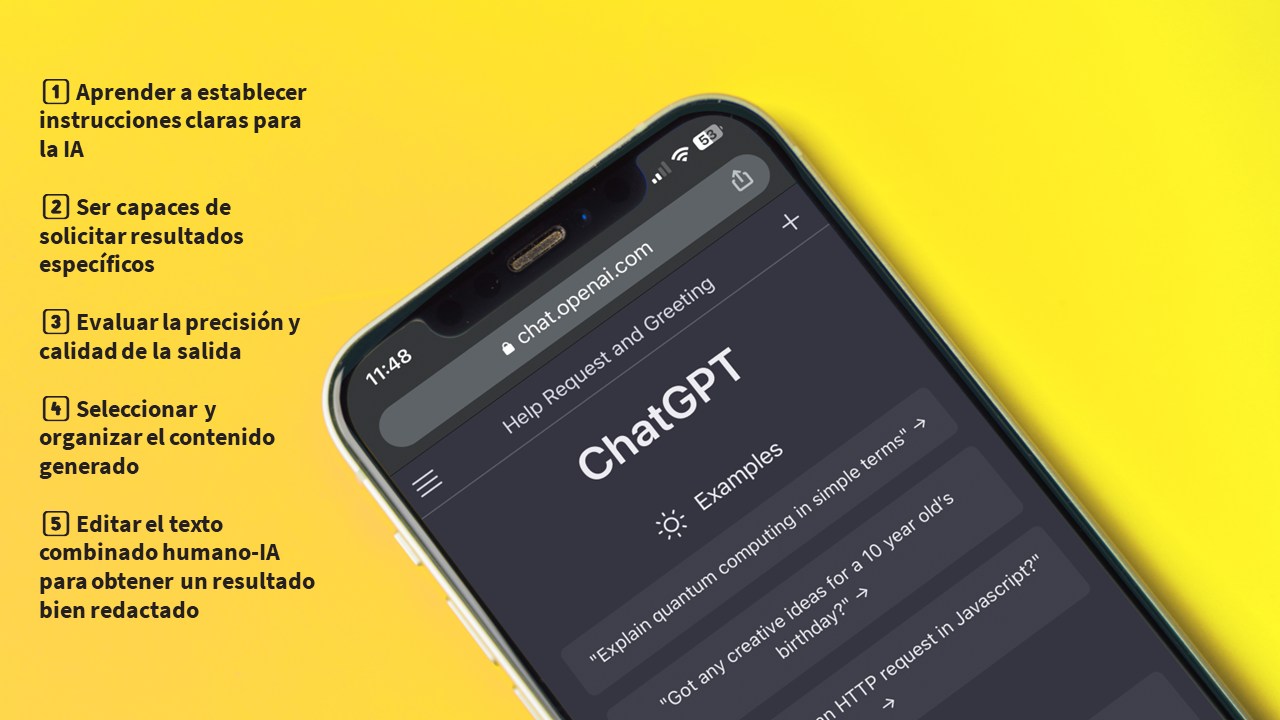 1 Aprender a establecer
instrucciones claras para
la IA
2 Ser capaces de
solicitar resultados
específicos
3 Evaluar la precisión y
calidad de la salida
4 Seleccionar y
organizar el contenido
generado
5 Editar el texto
combinado humano-IA
para obtener un resultado
bien redactado
11:48
53
chat.openai.com
Help Request and Greeting
ChatGPT
Examples
"Explain quantum computing in simple terms" →
"Got any creative ideas for a 10 year old's
birthday?" →
HTTP request in Javascript?"
→